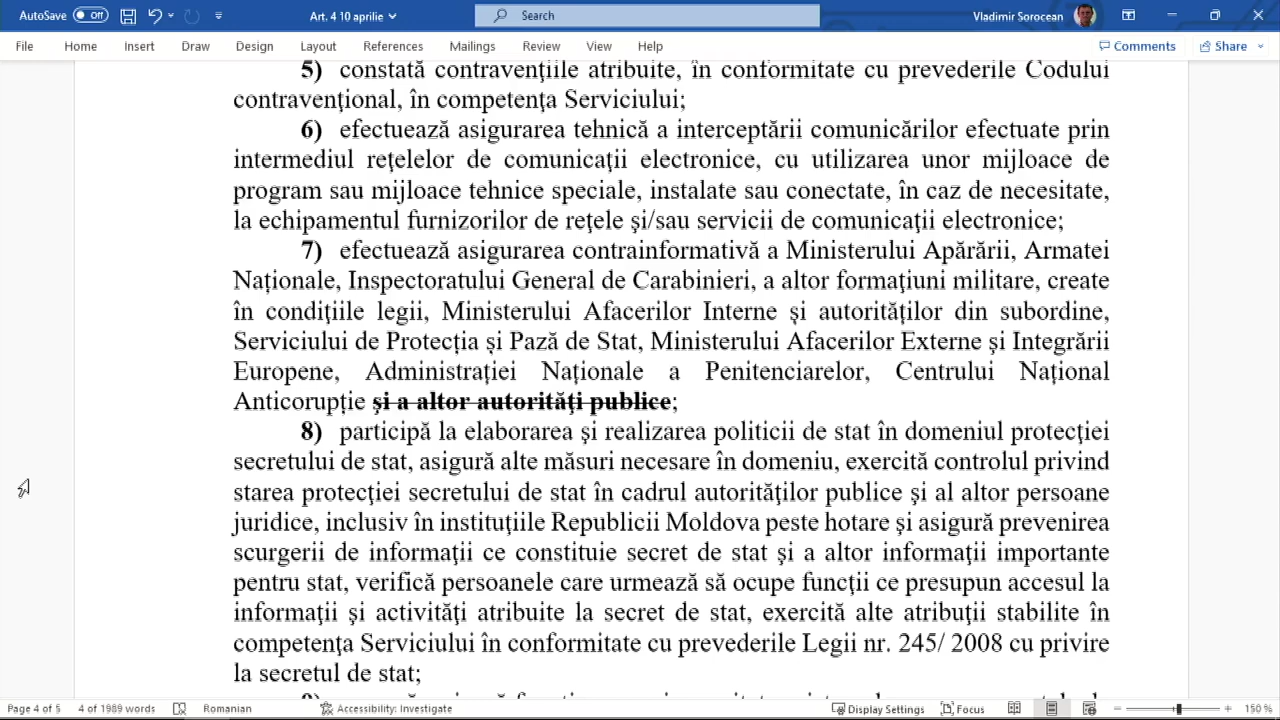 AutoSave Off Art. 4 10 aprilie Search Vladimir Sorocean
File Home Insert Draw Design Layout References Mailings Review View Help Comments Share
5) constată contravenţiile atribuite, în conformitate cu prevederile Codului
contravenţional, în competenţa Serviciului;
6) efectuează asigurarea tehnică a interceptării comunicărilor efectuate prin
intermediul reţelelor de comunicaţii electronice, cu utilizarea unor mijloace de
program sau mijloace tehnice speciale, instalate sau conectate, în caz de necesitate,
la echipamentul furnizorilor de reţele şi/sau servicii de comunicaţii electronice;
7) efectuează asigurarea contrainformativă a Ministerului Apărării, Armatei
Naționale, Inspectoratului General de Carabinieri, a altor formaţiuni militare, create
în condiţiile legii, Ministerului Afacerilor Interne și autorităților din subordine,
Serviciului de Protecția și Pază de Stat, Ministerului Afacerilor Externe și Integrării
Europene, Administrației Naționale a Penitenciarelor, Centrului Național
Anticorupție şi a altor autorităţi publice;
8) participă la elaborarea şi realizarea politicii de stat în domeniul protecţiei
secretului de stat, asigură alte măsuri necesare în domeniu, exercită controlul privind
starea protecţiei secretului de stat în cadrul autorităţilor publice şi al altor persoane
juridice, inclusiv în instituţiile Republicii Moldova peste hotare și asigură prevenirea
scurgerii de informaţii ce constituie secret de stat şi a altor informaţii importante
pentru stat, verifică persoanele care urmează să ocupe funcţii ce presupun accesul la
informaţii şi activităţi atribuite la secret de stat, exercită alte atribuţii stabilite în
competenţa Serviciului în conformitate cu prevederile Legii nr. 245/ 2008 cu privire
la secretul de stat;
Page 4 of 5 4 of 1989 words Romanian Accessibility: Investigate Display Settings Focus 150 %